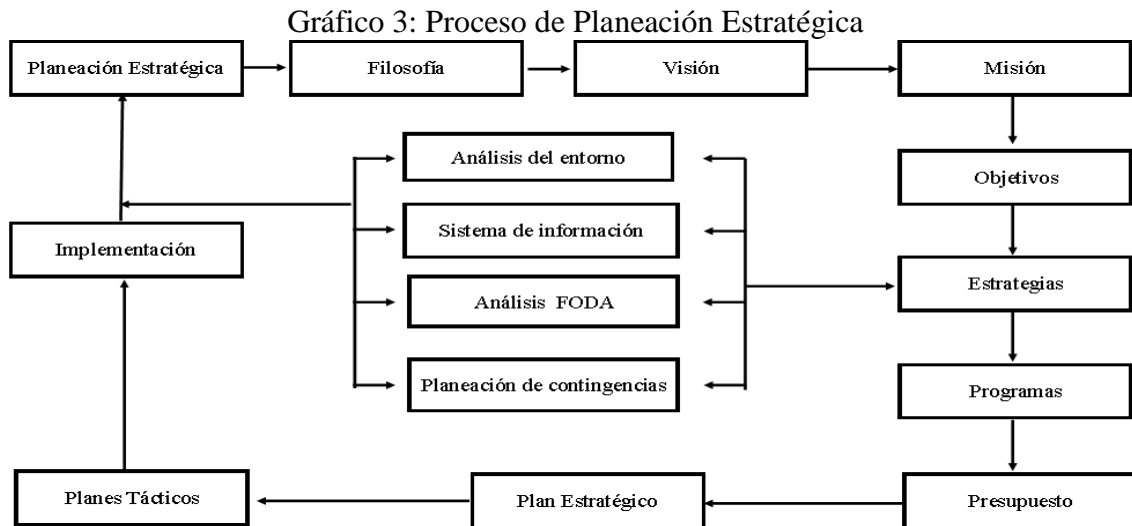 Gráfico 3: Proceso de Planeación Estratégica
Planeación Estratégica
Filosofía
Visión
Misión
Análisis del entorno
Objetivos
Sistema de información
Implementación
Estrategias
Análisis FODA
Planeación de contingencias
Programas
Planes Tácticos
Plan Estratégico
Presupuesto